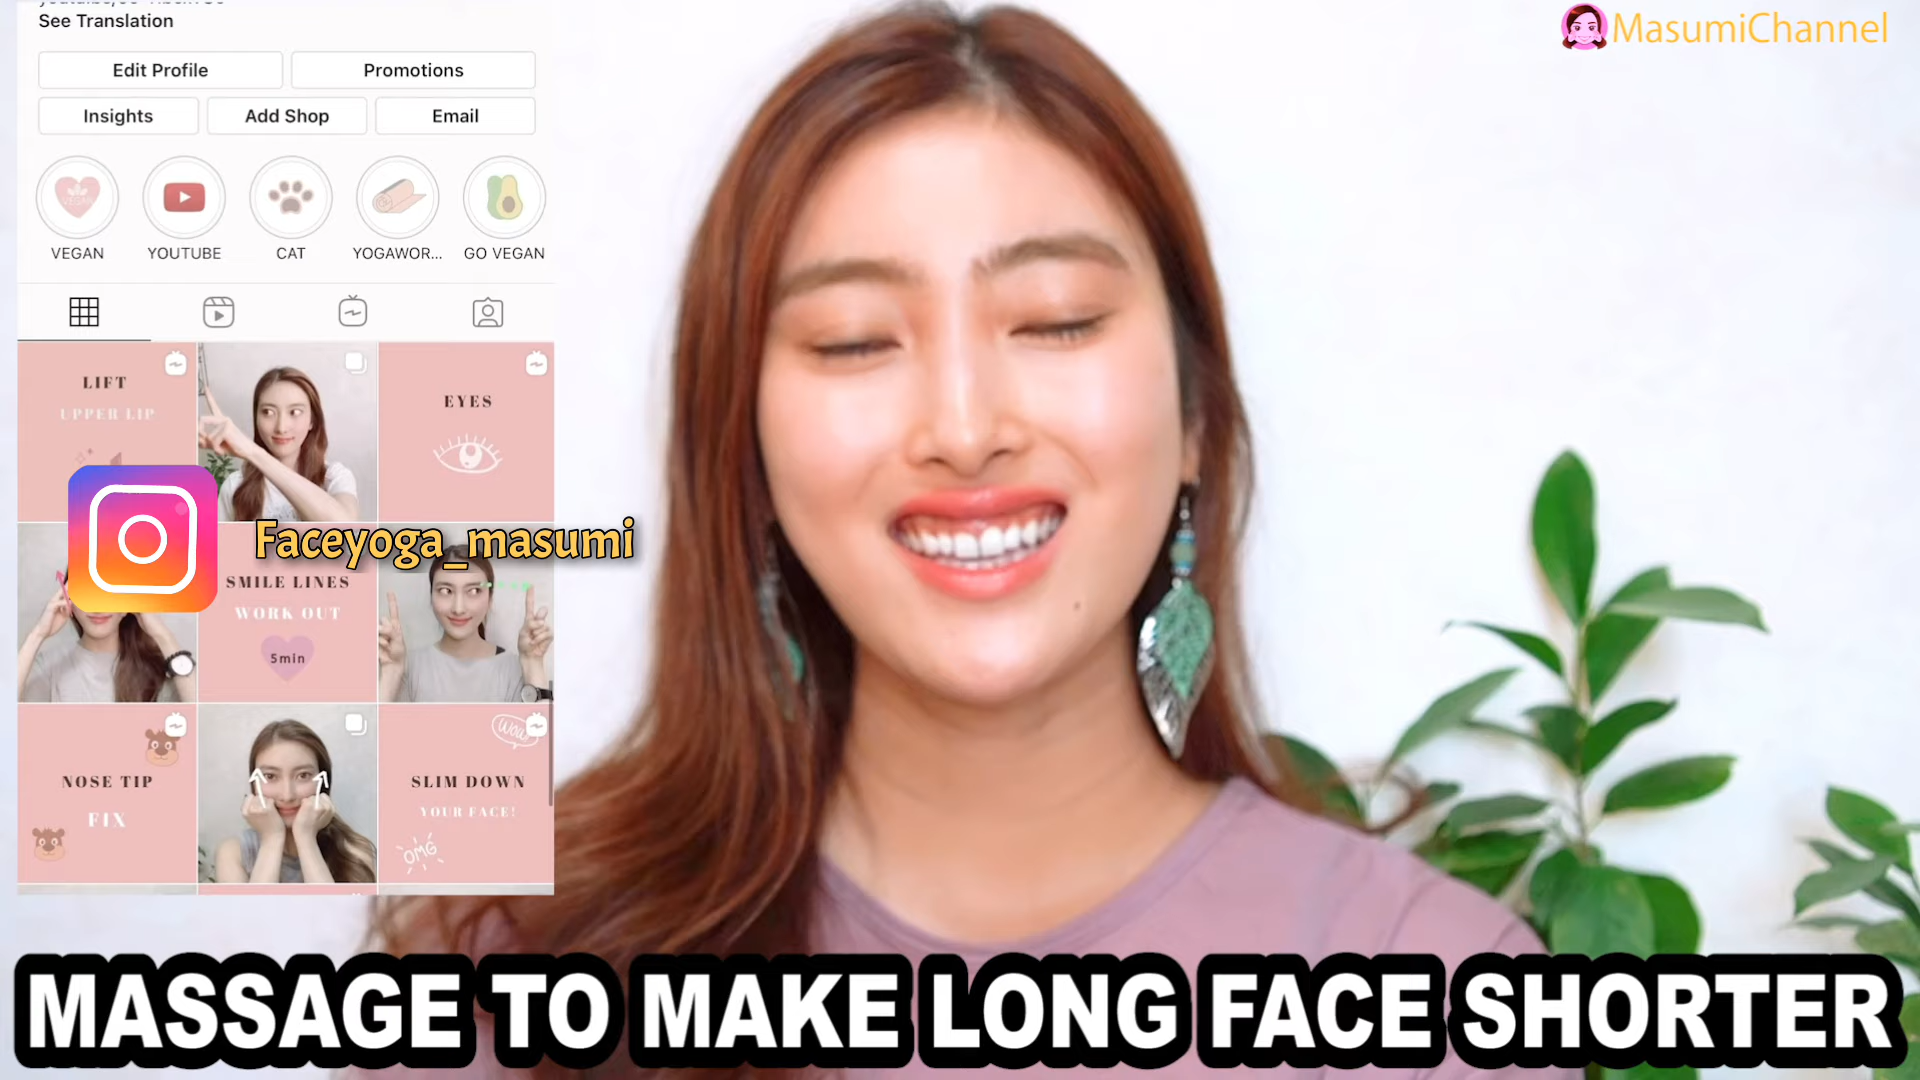 See Translation
Edit Profile
Promotions
Insights
Add Shop
Email
VEGAN
VEGAN
YOUTUBE
CAT
YOGAWOR...
GO VEGAN
LIFT
UPPER LIP
EYES
Faceyoga_masumi
SMILE LINES
WORK OUT
5min
NOSE TIP
FIX
Wow!
SLIM DOWN
YOUR FACE!
OMG
MasumiChannel
MASSAGE TO MAKE LONG FACE SHORTER